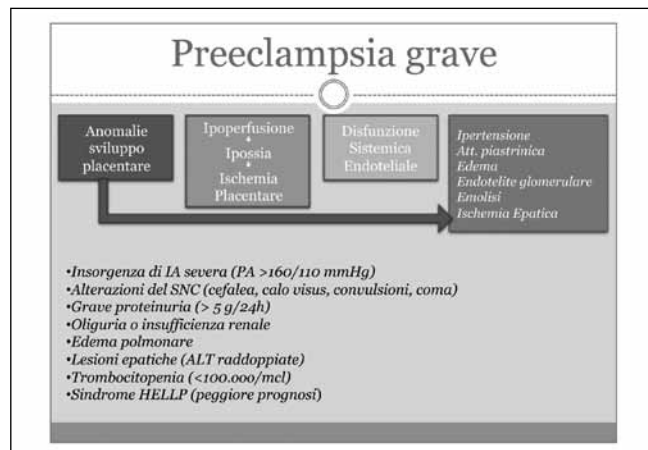 Preeclampsia grave
Anomalie
sviluppo
placentare
Ipoperfusione
Ipossia
Ischemia
Placentare
Disfunzione
Sistemica
Endoteliale
Ipertensione
Att. piastrinica
Edema
Endotelite glomerulare
Emolisi
Ischemia Epatica
•Insorgenza di IA severa (PA >160/110 mmHg)
•Alterazioni del SNC (cefalea, calo visus, convulsioni, coma)
•Grave proteinuria (> 5 g/24h)
•Oliguria o insufficienza renale
•Edema polmonare
•Lesioni epatiche (ALT raddoppiate)
•Trombocitopenia (<100.000/mcl)
•Sindrome HELLP (peggiore prognosi)